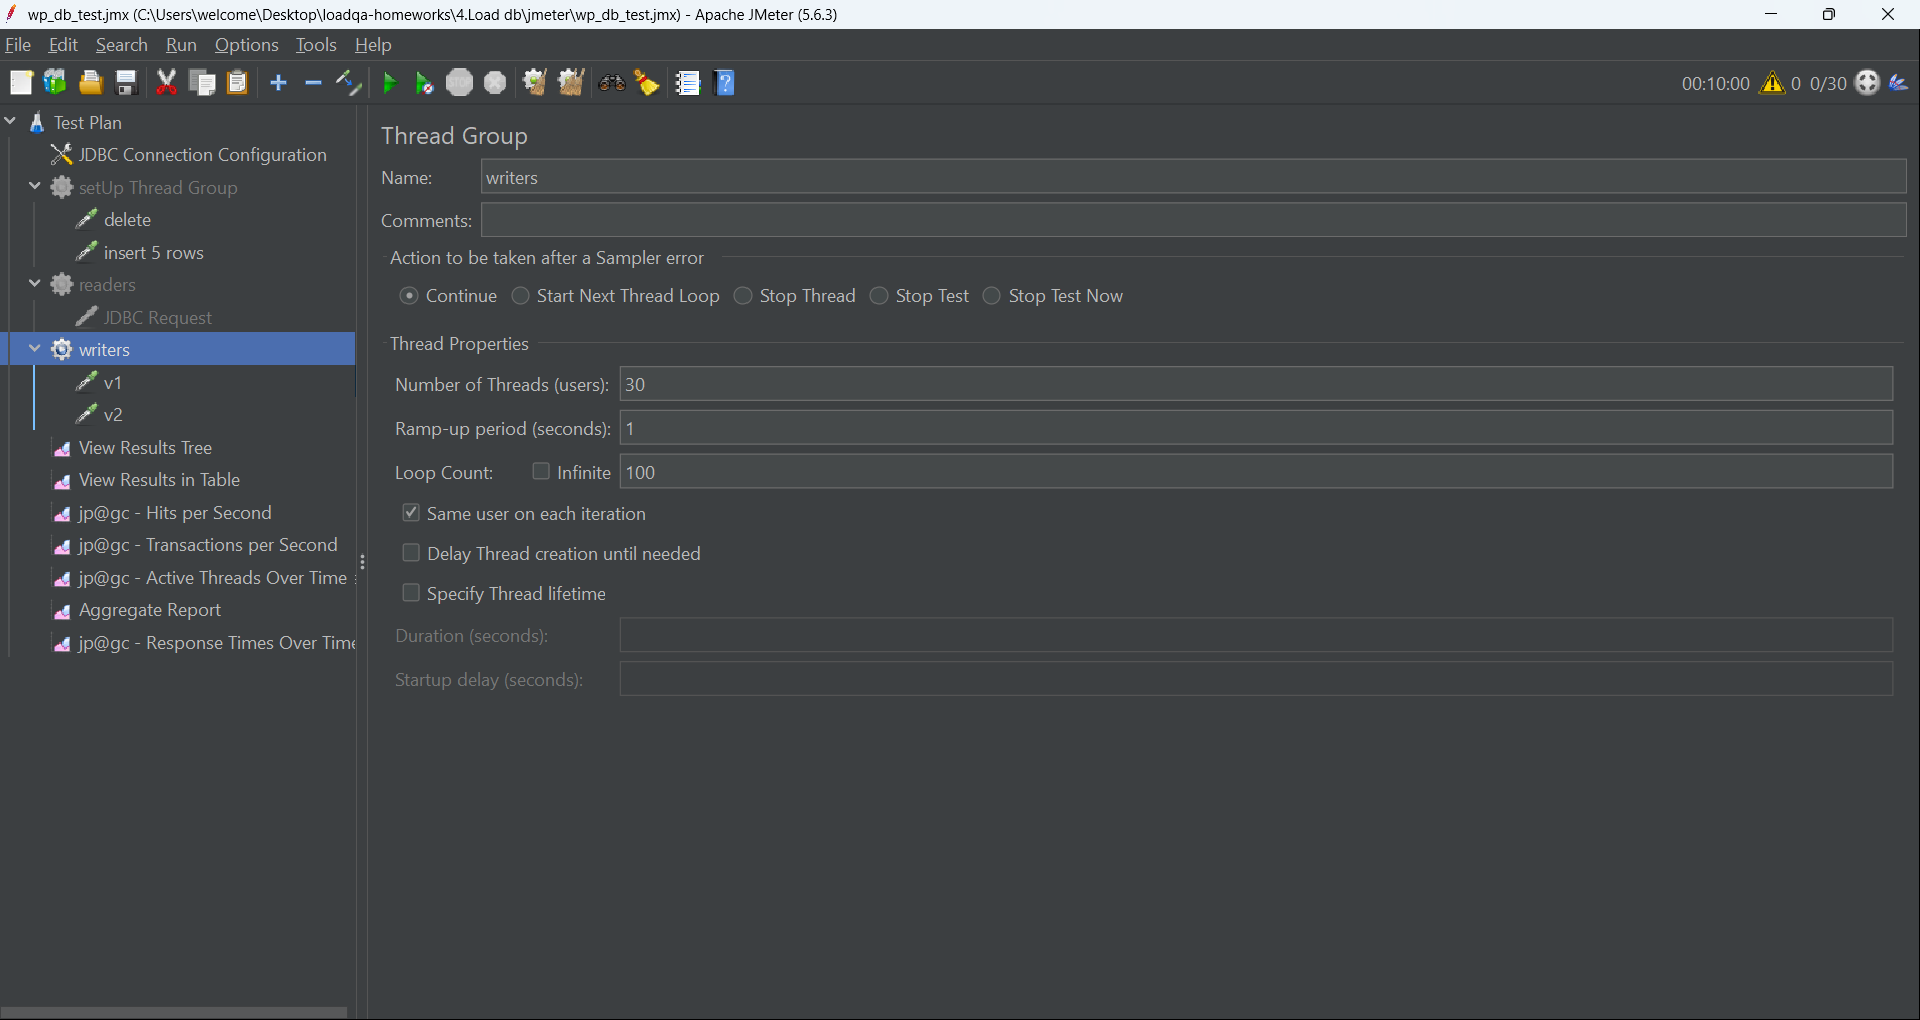 wp_db_test.jmx (C:\Users\welcome\Desktop\loadqa-homeworks\4.Load db\jmeter\wp_db_test.jmx) - Apache JMeter (5.6.3)
File Edit Search Run Options Tools Help
00:10:00 0 0/30
Test Plan
JDBC Connection Configuration
setUp Thread Group
delete
insert 5 rows
readers
JDBC Request
writers
v1
v2
View Results Tree
View Results in Table
jp@gc - Hits per Second
jp@gc - Transactions per Second
jp@gc - Active Threads Over Time
Aggregate Report
jp@gc - Response Times Over Time
Thread Group
Name: writers
Comments:
Action to be taken after a Sampler error
Continue Start Next Thread Loop Stop Thread Stop Test Stop Test Now
Thread Properties
Number of Threads (users): 30
Ramp-up period (seconds): 1
Loop Count: Infinite 100
Same user on each iteration
Delay Thread creation until needed
Specify Thread lifetime
Duration (seconds):
Startup delay (seconds):